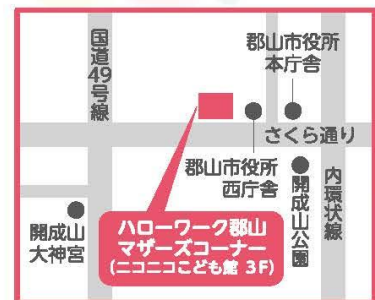 国道49号線
郡山市役所
本庁舎
さくら通り
郡山市役所
西庁舎
開成山公園
内環状線
開成山
大神宮
ハローワーク郡山
マザーズコーナー
(ニコニコこども館 3F)